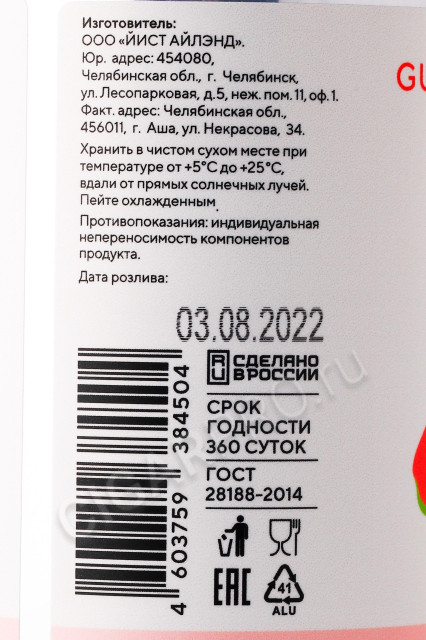 Изготовитель:
ООО «ЙИСТ АЙЛЭНД».
Юр. адрес: 454080,
Челябинская обл., г. Челябинск,
ул. Лесопарковая, д.5, неж. пом. 11, оф. 1.
Факт. адрес: Челябинская обл.,
456011, г. Аша, ул. Некрасова, 34.
Хранить в чистом сухом месте при
температуре от +5°С до +25°С,
вдали от прямых солнечных лучей.
Пейте охлажденным.
Противопоказания: индивидуальная
непереносимость компонентов
продукта.
Дата розлива:
03.08.2022
СДЕЛАНО
В РОССИИ
СРОК
ГОДНОСТИ
360 СУТОК
ГОСТ
28188-2014
EAC
41
ALU
4 603759 384504
GU